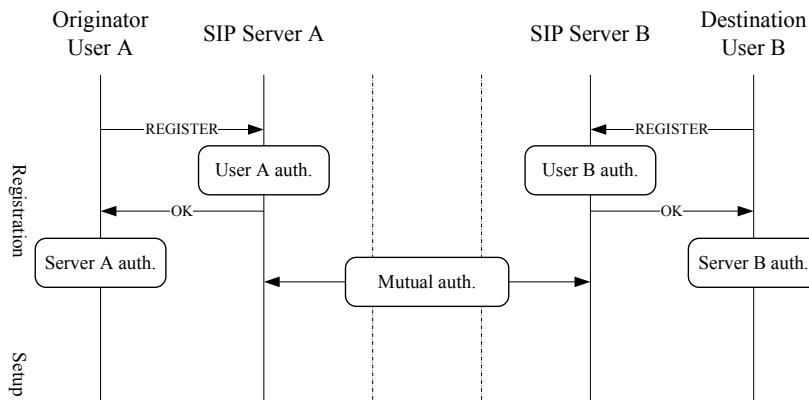 Originator
User A
SIP Server A
SIP Server B
Destination
User B
REGISTER
REGISTER
User A auth.
User B auth.
Registration
OK
OK
Server A auth.
Mutual auth.
Server B auth.
Setup